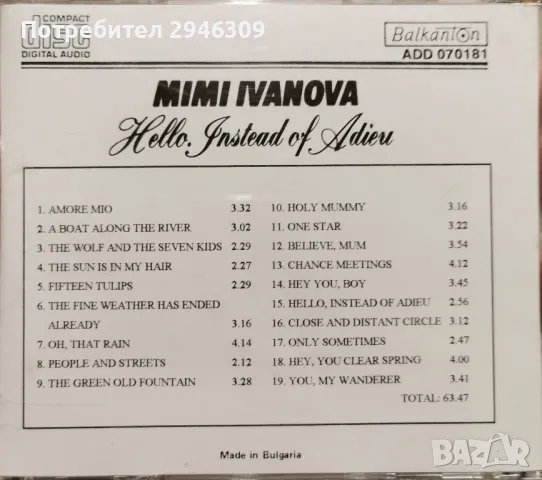 Потребител 2946309
COMPACT
disc
DIGITAL AUDIO
Balkanton
ADD 070181
MIMI IVANOVA
Hello, Instead of Adieu
1. AMORE MIO 3.32
2. A BOAT ALONG THE RIVER 3.02
3. THE WOLF AND THE SEVEN KIDS 2.29
4. THE SUN IS IN MY HAIR 2.27
5. FIFTEEN TULIPS 2.29
6. THE FINE WEATHER HAS ENDED
ALREADY 3.16
7. OH, THAT RAIN 4.14
8. PEOPLE AND STREETS 2.12
9. THE GREEN OLD FOUNTAIN 3.28
10. HOLY MUMMY 3.16
11. ONE STAR 3.22
12. BELIEVE, MUM 3.54
13. CHANCE MEETINGS 4.12
14. HEY YOU, BOY 3.45
15. HELLO, INSTEAD OF ADIEU 2.56
16. CLOSE AND DISTANT CIRCLE 3.12
17. ONLY SOMETIMES 2.47
18. HEY, YOU CLEAR SPRING 4.00
19. YOU, MY WANDERER 3.41
TOTAL: 63.47
Made in Bulgaria
BAZAR